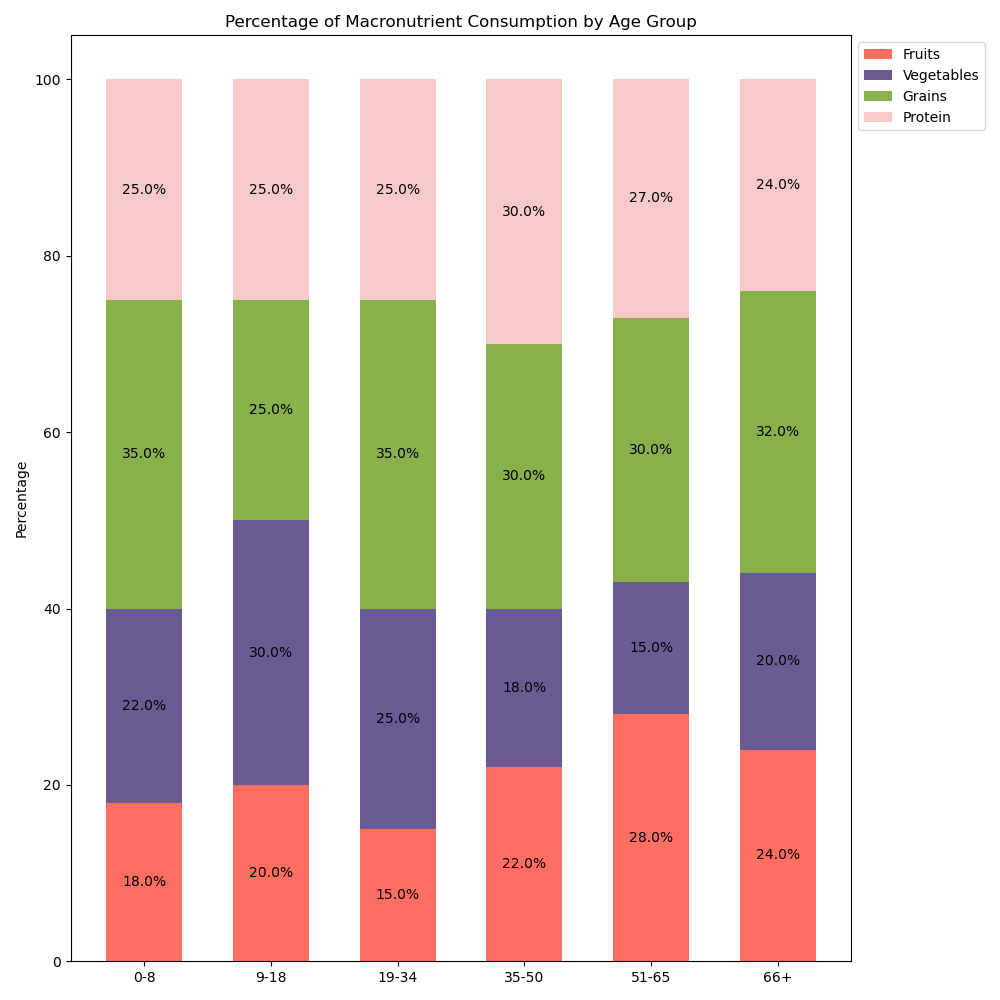 Percentage of Macronutrient Consumption by Age Group
Fruits
Vegetables
Grains
Protein
Percentage
100
80
60
40
20
0
25.0% 25.0% 25.0% 30.0% 27.0% 24.0%
35.0% 25.0% 35.0% 30.0% 30.0% 32.0%
22.0% 30.0% 25.0% 18.0% 15.0% 20.0%
18.0% 20.0% 15.0% 22.0% 28.0% 24.0%
0-8 9-18 19-34 35-50 51-65 66+